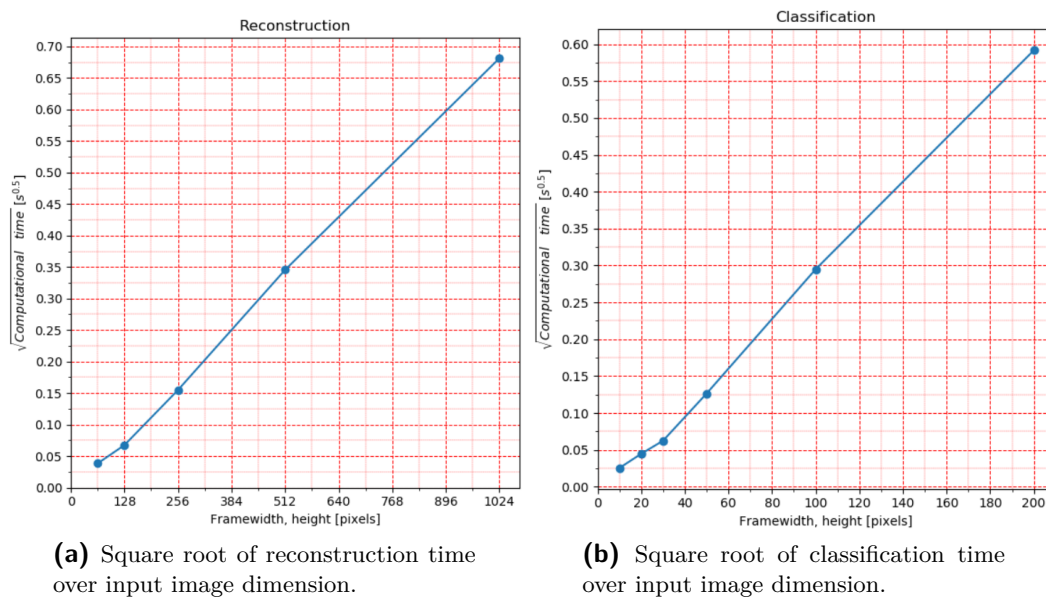 Reconstruction
0.70
0.65
0.60
0.55
0.50
0.45
0.40
0.35
0.30
0.25
0.20
0.15
0.10
0.05
0.00
√Computational time [s^0.5]
0 128 256 384 512 640 768 896 1024
Framewidth, height [pixels]
(a) Square root of reconstruction time
over input image dimension.
Classification
0.60
0.55
0.50
0.45
0.40
0.35
0.30
0.25
0.20
0.15
0.10
0.05
0.00
√Computational time [s^0.5]
0 20 40 60 80 100 120 140 160 180 200
Framewidth, height [pixels]
(b) Square root of classification time
over input image dimension.